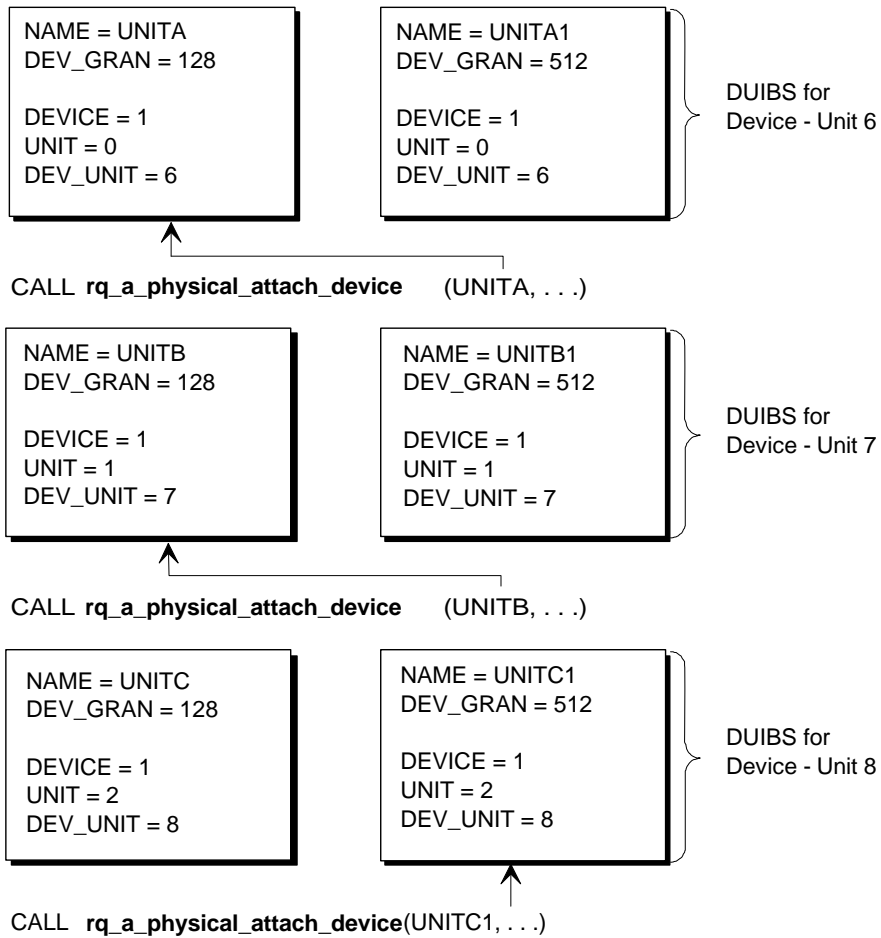 NAME = UNITA
DEV_GRAN = 128
DEVICE = 1
UNIT = 0
DEV_UNIT = 6
NAME = UNITA1
DEV_GRAN = 512
DEVICE = 1
UNIT = 0
DEV_UNIT = 6
DUIBS for
Device - Unit 6
CALL rq_a_physical_attach_device (UNITA, . . .)
NAME = UNITB
DEV_GRAN = 128
DEVICE = 1
UNIT = 1
DEV_UNIT = 7
NAME = UNITB1
DEV_GRAN = 512
DEVICE = 1
UNIT = 1
DEV_UNIT = 7
DUIBS for
Device - Unit 7
CALL rq_a_physical_attach_device (UNITB, . . .)
NAME = UNITC
DEV_GRAN = 128
DEVICE = 1
UNIT = 2
DEV_UNIT = 8
NAME = UNITC1
DEV_GRAN = 512
DEVICE = 1
UNIT = 2
DEV_UNIT = 8
DUIBS for
Device - Unit 8
CALL rq_a_physical_attach_device(UNITC1, . . .)